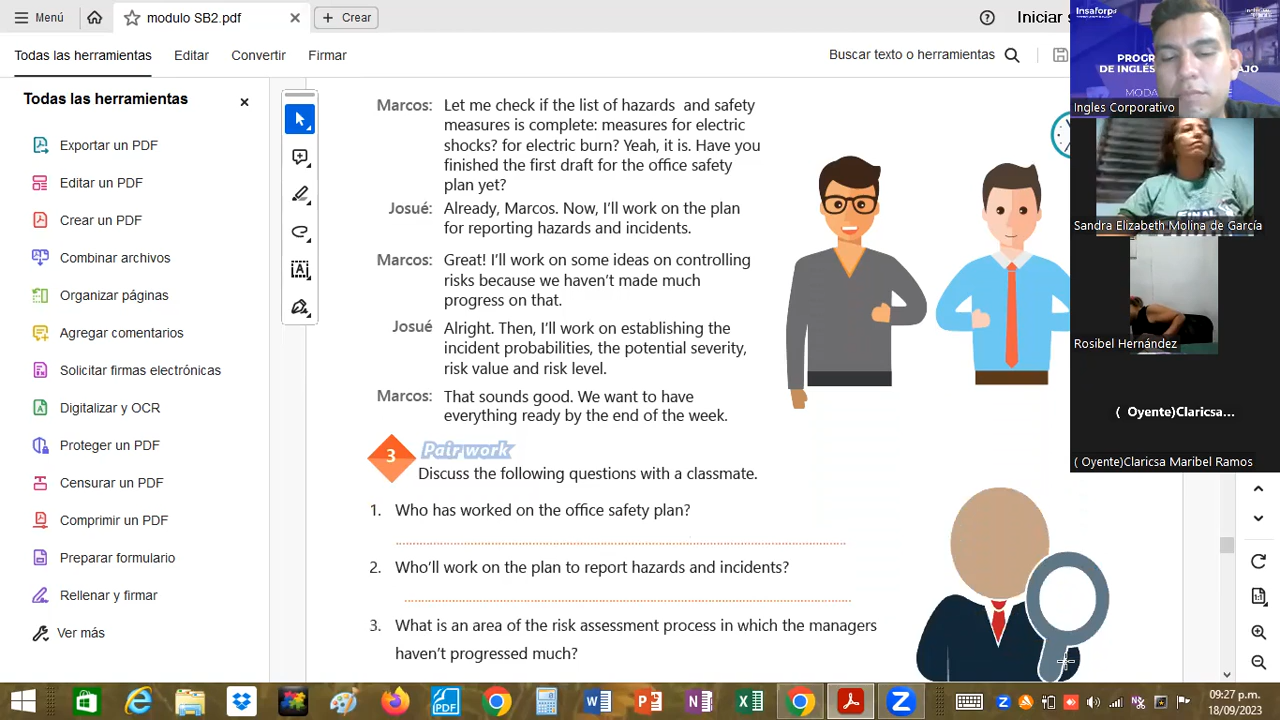 Menú
modulo SB2.pdf
Crear
Iniciar s
Todas las herramientas
Editar
Convertir
Firmar
Buscar texto o herramientas
Todas las herramientas
Exportar un PDF
Editar un PDF
Crear un PDF
Combinar archivos
Organizar páginas
Agregar comentarios
Solicitar firmas electrónicas
Digitalizar y OCR
Proteger un PDF
Censurar un PDF
Comprimir un PDF
Preparar formulario
Rellenar y firmar
Ver más
Marcos: Let me check if the list of hazards and safety
measures is complete: measures for electric
shocks? for electric burn? Yeah, it is. Have you
finished the first draft for the office safety
plan yet?
Josué: Already, Marcos. Now, I'll work on the plan
for reporting hazards and incidents.
Marcos: Great! I'll work on some ideas on controlling
risks because we haven't made much
progress on that.
Josué Alright. Then, I'll work on establishing the
incident probabilities, the potential severity,
risk value and risk level.
Marcos: That sounds good. We want to have
everything ready by the end of the week.
3 Pair work
Discuss the following questions with a classmate.
1. Who has worked on the office safety plan?
2. Who'll work on the plan to report hazards and incidents?
3. What is an area of the risk assessment process in which the managers
haven't progressed much?
Insaforp
PROG
DE INGLÉS AJO
MODA
Ingles Corporativo
FINAL
Sandra Elizabeth Molina de García
Rosibel Hernández
( Oyente)Claricsa...
( Oyente)Claricsa Maribel Ramos
09:27 p.m.
18/09/2023